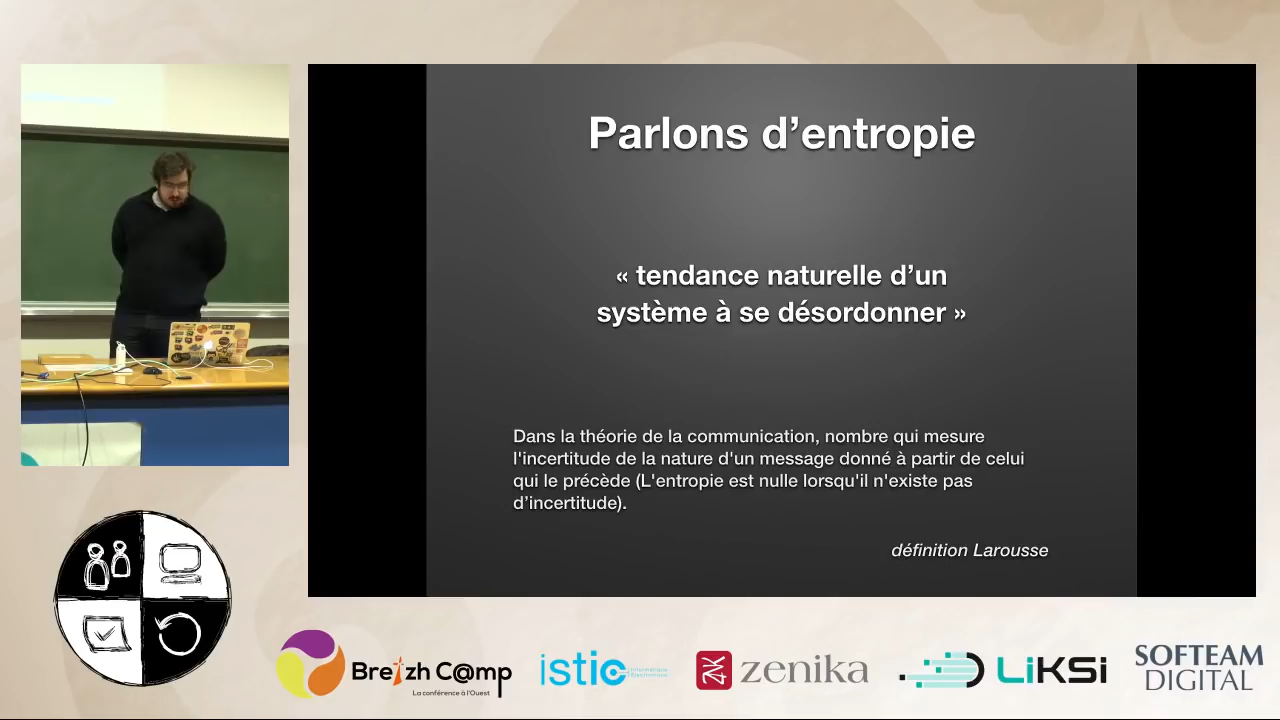 Parlons d’entropie
« tendance naturelle d’un
système à se désordonner »
Dans la théorie de la communication, nombre qui mesure
l'incertitude de la nature d'un message donné à partir de celui
qui le précède (L'entropie est nulle lorsqu'il n'existe pas
d’incertitude).
définition Larousse
Breizh C@mp
La conférence à l'Ouest
istic
zenika
LiKSi
SOFTEAM
DIGITAL